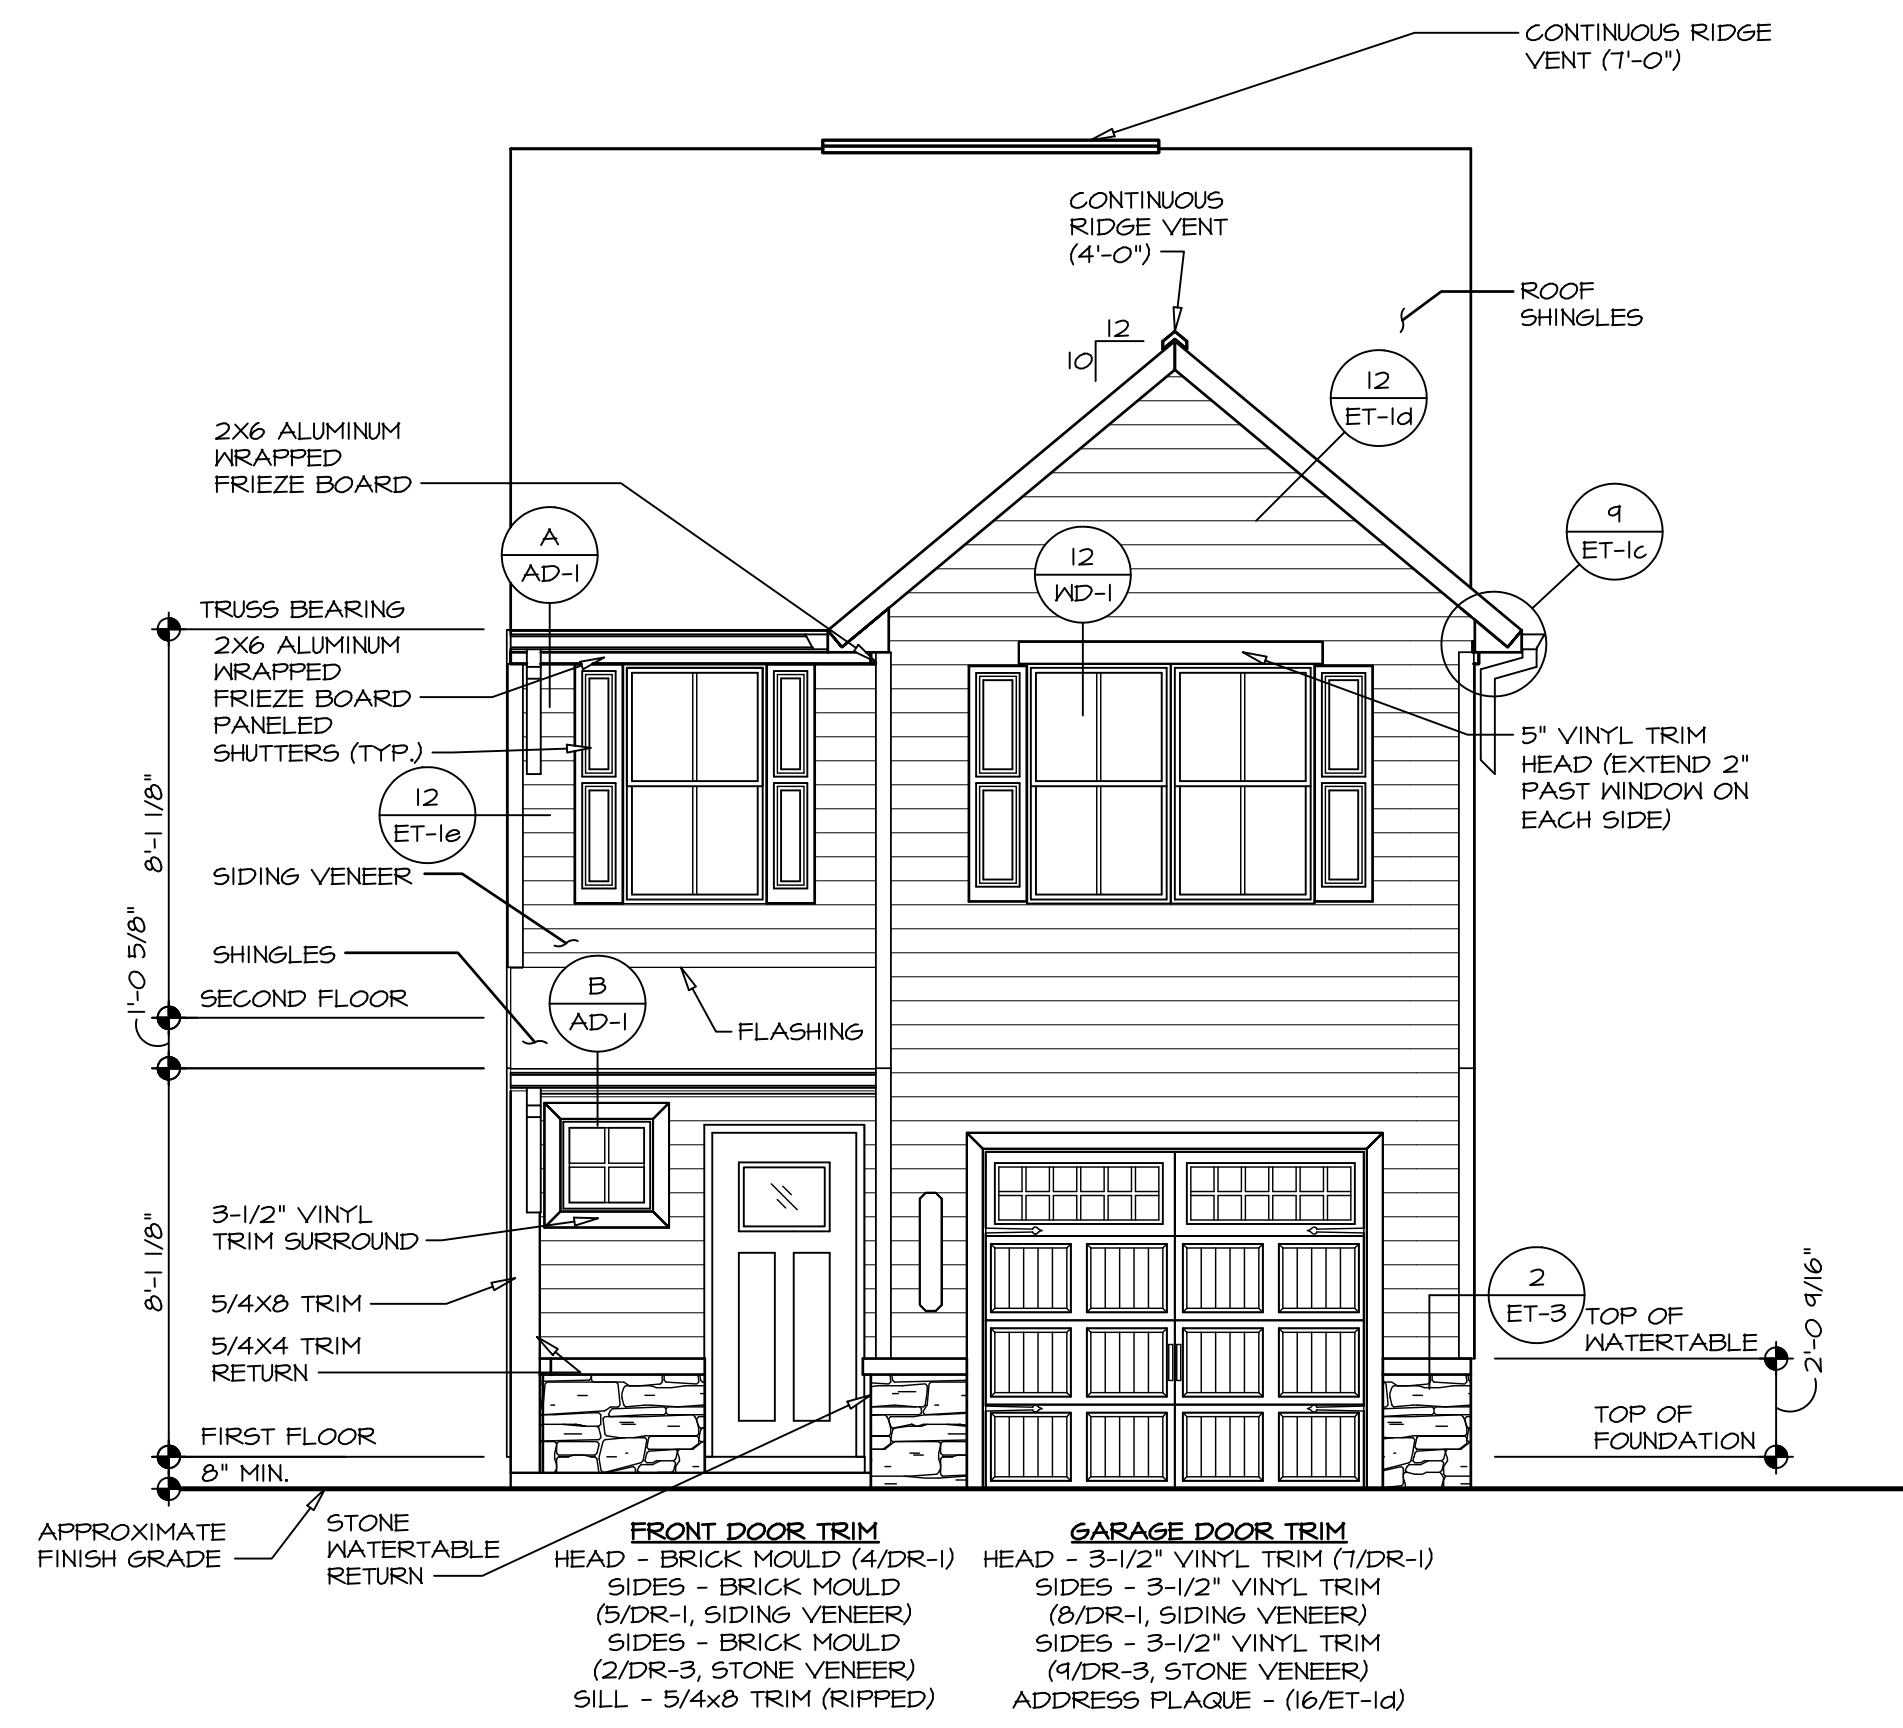 CONTINUOUS RIDGE
VENT (7'-0")
CONTINUOUS
RIDGE VENT
(4'-0")
ROOF
SHINGLES
12
10
12
ET-1d
2X6 ALUMINUM
WRAPPED
FRIEZE BOARD
9
ET-1c
A
AD-1
12
WD-1
TRUSS BEARING
2X6 ALUMINUM
WRAPPED
FRIEZE BOARD
PANELED
SHUTTERS (TYP.)
5" VINYL TRIM
HEAD (EXTEND 2"
PAST WINDOW ON
EACH SIDE)
12
ET-1e
8'-1 1/8"
SIDING VENEER
1'-0 5/8"
SHINGLES
B
AD-1
SECOND FLOOR
FLASHING
3-1/2" VINYL
TRIM SURROUND
8'-1 1/8"
5/4X8 TRIM
5/4X4 TRIM
RETURN
2
ET-3
TOP OF
WATERTABLE
2'-0 9/16"
TOP OF
FOUNDATION
FIRST FLOOR
8" MIN.
APPROXIMATE
FINISH GRADE
STONE
WATERTABLE
RETURN
FRONT DOOR TRIM
HEAD - BRICK MOULD (4/DR-1)
SIDES - BRICK MOULD
(5/DR-1, SIDING VENEER)
SIDES - BRICK MOULD
(2/DR-3, STONE VENEER)
SILL - 5/4x8 TRIM (RIPPED)
GARAGE DOOR TRIM
HEAD - 3-1/2" VINYL TRIM (7/DR-1)
SIDES - 3-1/2" VINYL TRIM
(8/DR-1, SIDING VENEER)
SIDES - 3-1/2" VINYL TRIM
(9/DR-3, STONE VENEER)
ADDRESS PLAQUE - (16/ET-1d)